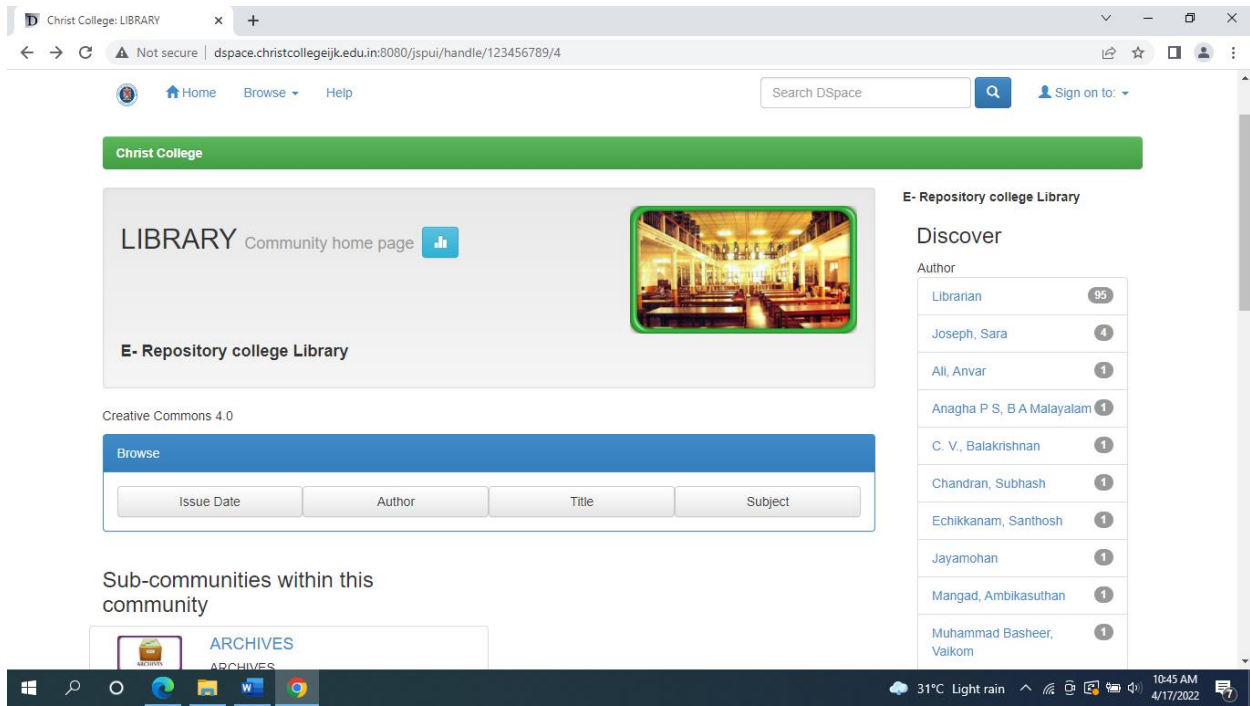 Christ College: LIBRARY
Not secure | dspace.christcollegeijk.edu.in:8080/jspui/handle/123456789/4
Home Browse Help Search DSpace Sign on to:
Christ College
LIBRARY Community home page
E- Repository college Library
Creative Commons 4.0
Browse
Issue Date Author Title Subject
Sub-communities within this
community
ARCHIVES
ARCHIVES
ARCHIVES
E- Repository college Library
Discover
Author
Librarian 95
Joseph, Sara 4
Ali, Anvar 1
Anagha P S, B A Malayalam 1
C. V., Balakrishnan 1
Chandran, Subhash 1
Echikkanam, Santhosh 1
Jayamohan 1
Mangad, Ambikasuthan 1
Muhammad Basheer, 1
Vaikom
31°C Light rain
10:45 AM
4/17/2022
7